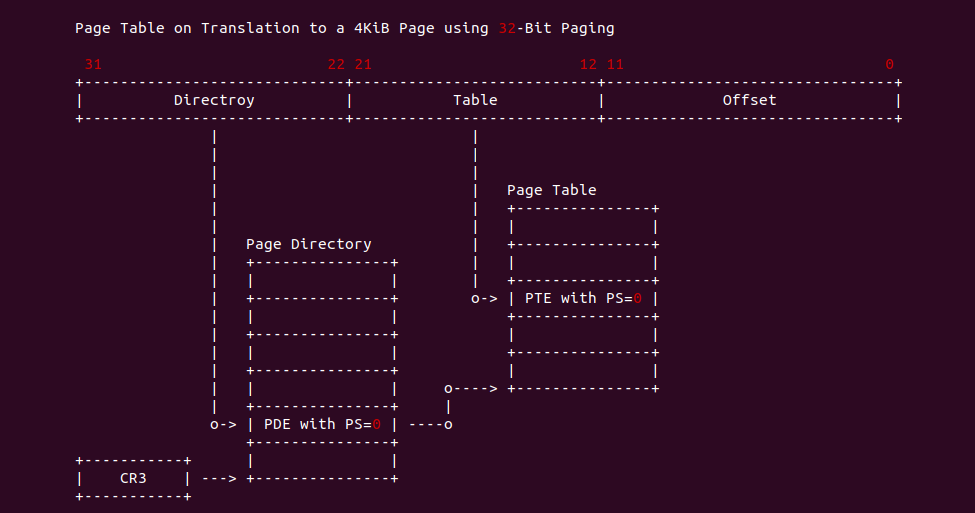 Page Table on Translation to a 4KiB Page using 32-Bit Paging
31 22 21 12 11 0
+-----------------------------+---------------------------+--------------------------------+
| Directroy | Table | Offset |
+-----------------------------+---------------------------+--------------------------------+
| |
| |
| |
| | Page Table
| | +---------------+
| | | |
| Page Directory | +---------------+
| +---------------+ | | |
| | | | +---------------+
| +---------------+ o-> | PTE with PS=0 |
| | | +---------------+
| +---------------+ | |
| | | +---------------+
| +---------------+ | |
| | | o----> +---------------+
| +---------------+ |
o-> | PDE with PS=0 | ----o
+---------------+
+-----------+ | |
| CR3 | ---> +---------------+
+-----------+